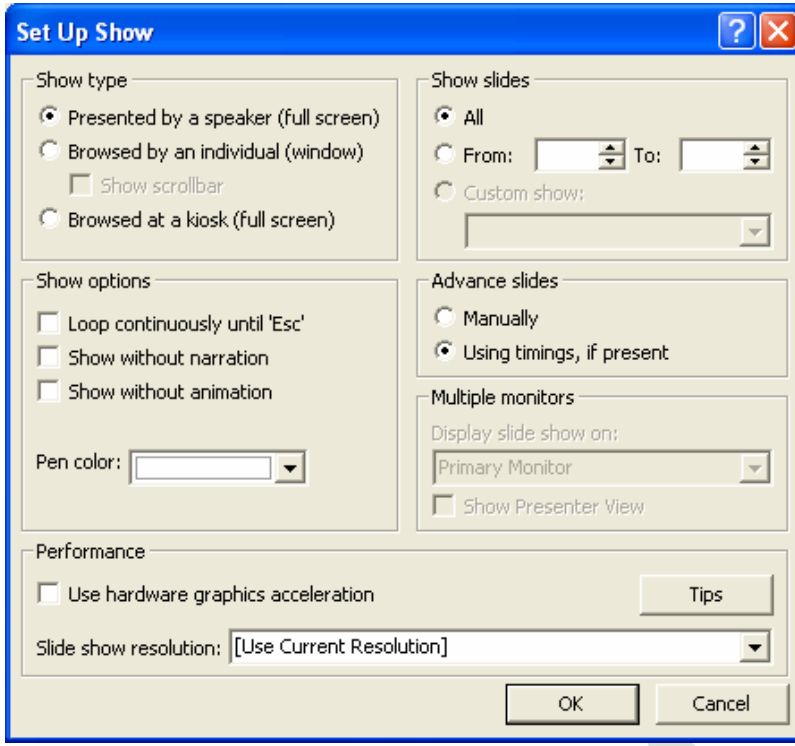 Set Up Show
Show type
Presented by a speaker (full screen)
Browsed by an individual (window)
Show scrollbar
Browsed at a kiosk (full screen)
Show slides
All
From: To:
Custom show:
Show options
Loop continuously until 'Esc'
Show without narration
Show without animation
Pen color:
Advance slides
Manually
Using timings, if present
Multiple monitors
Display slide show on:
Primary Monitor
Show Presenter View
Performance
Use hardware graphics acceleration
Tips
Slide show resolution: [Use Current Resolution]
OK Cancel